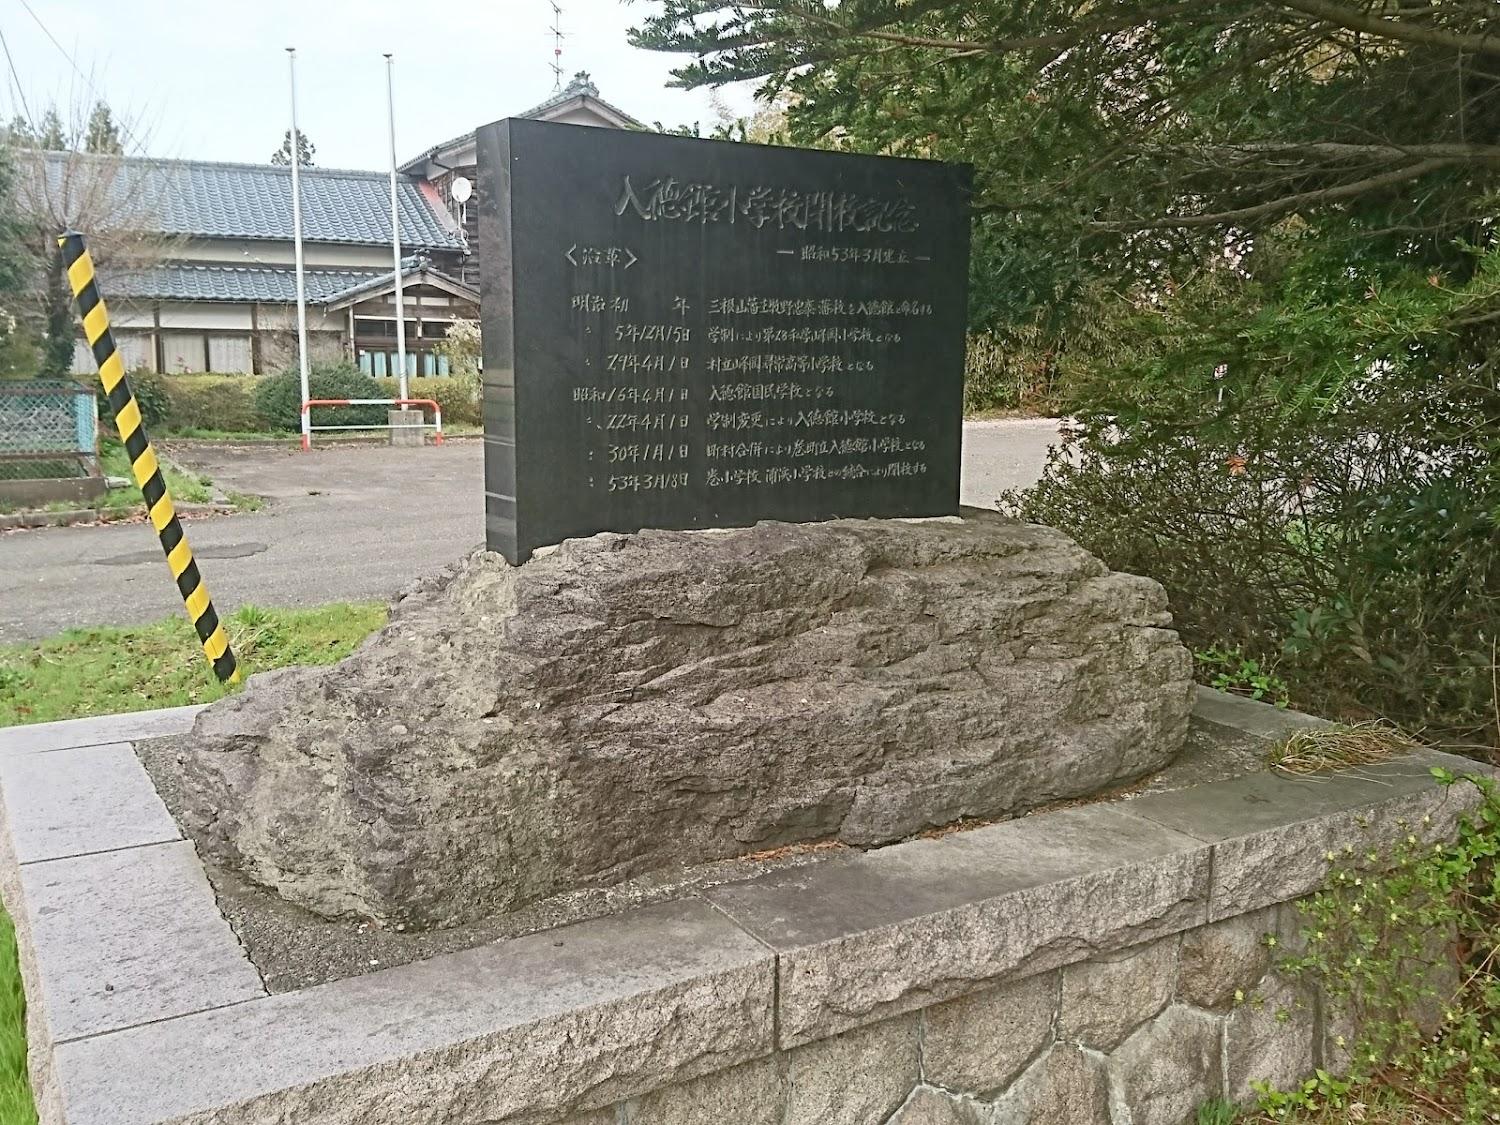 入徳館小学校閉校記念
― 昭和53年3月建立 ―
<沿革>
明治初年 三根山藩主牧野忠泰藩校を入徳館と命名する
〃 5年12月15日 学制により第28和学山峰岡小学校となる
〃 29年4月1日 村立峰岡尋常高等小学校となる
昭和16年4月1日 入徳館国民学校となる
〃 22年4月1日 学制変更により入徳館小学校となる
〃 30年1月1日 町村合併により巻町立入徳館小学校となる
〃 53年3月18日 巻小学校 浦浜小学校との統合により閉校する